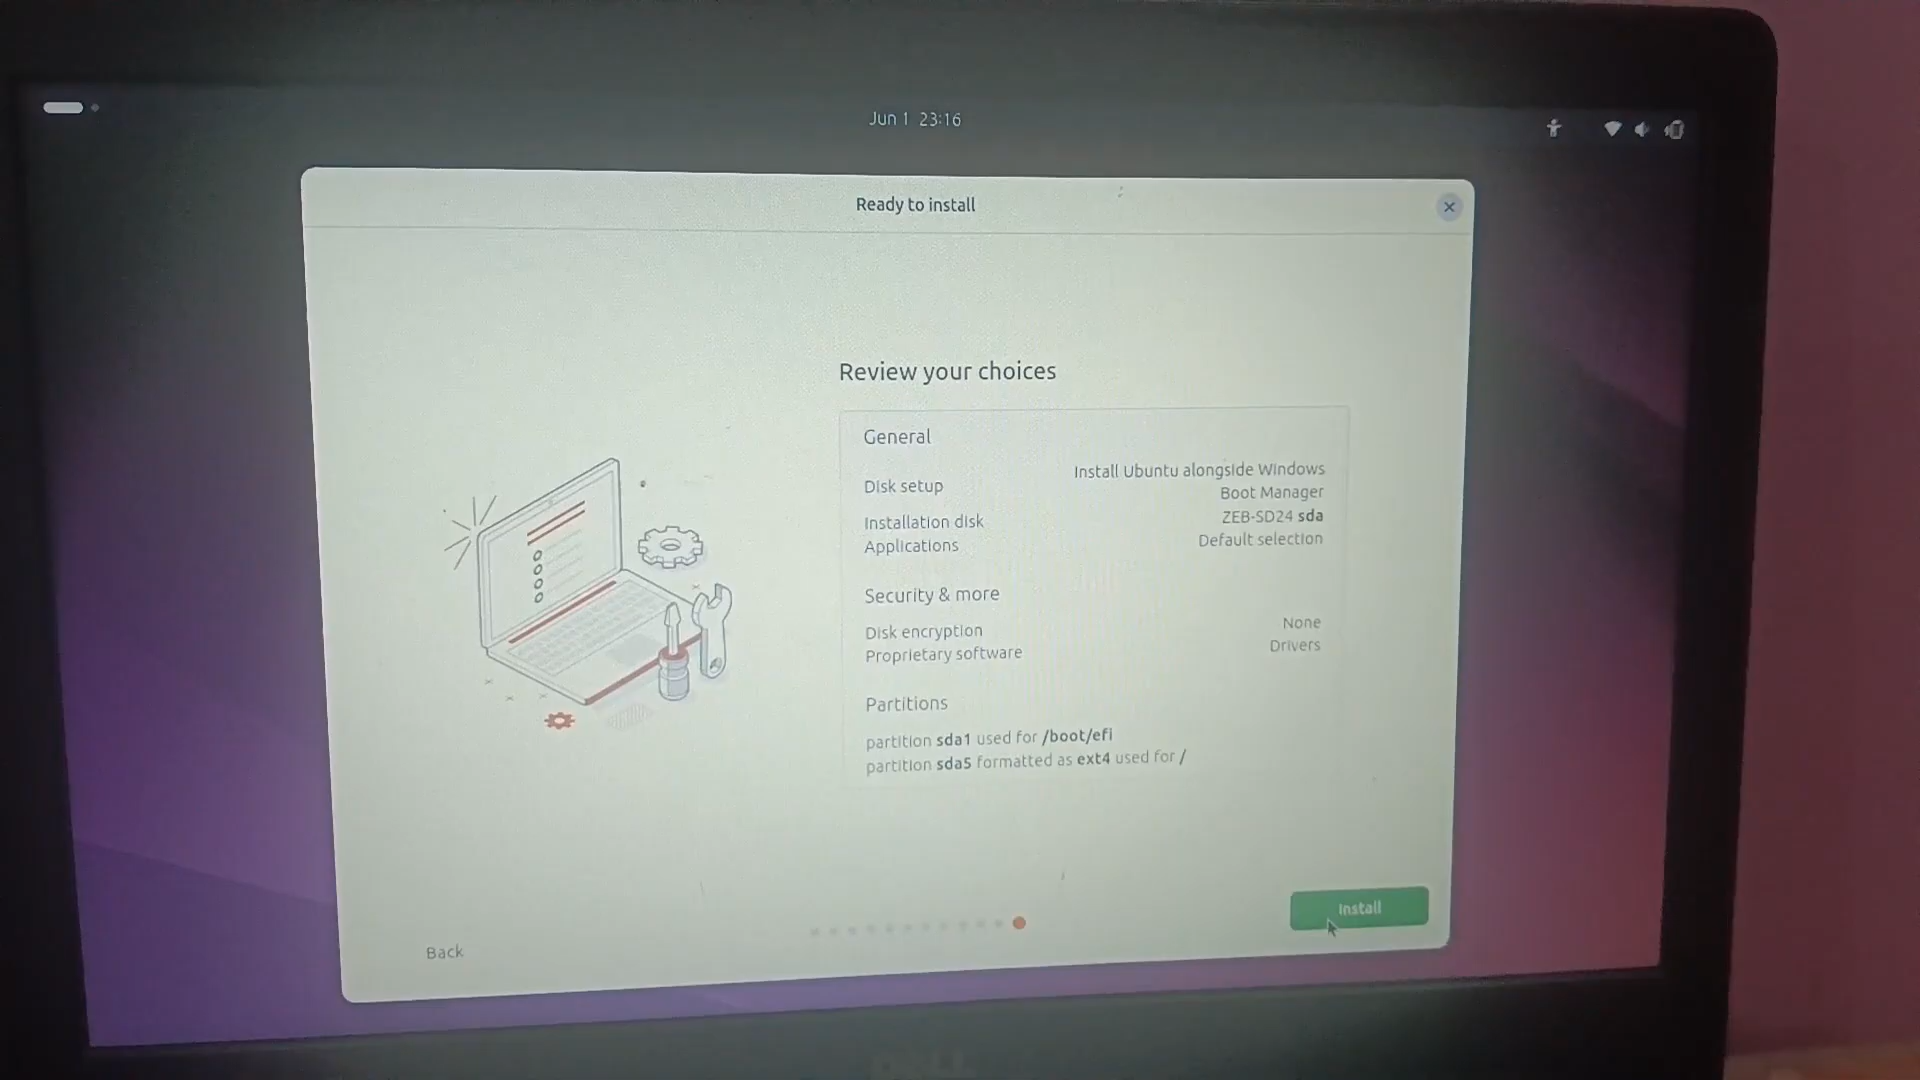 Jun 1 23:16
Ready to install
Review your choices
General
Disk setup
Install Ubuntu alongside Windows
Boot Manager
Installation disk
ZEB-SD24 sda
Applications
Default selection
Security & more
Disk encryption
None
Proprietary software
Drivers
Partitions
partition sda1 used for /boot/efi
partition sda5 formatted as ext4 used for /
Install
Back
DELL